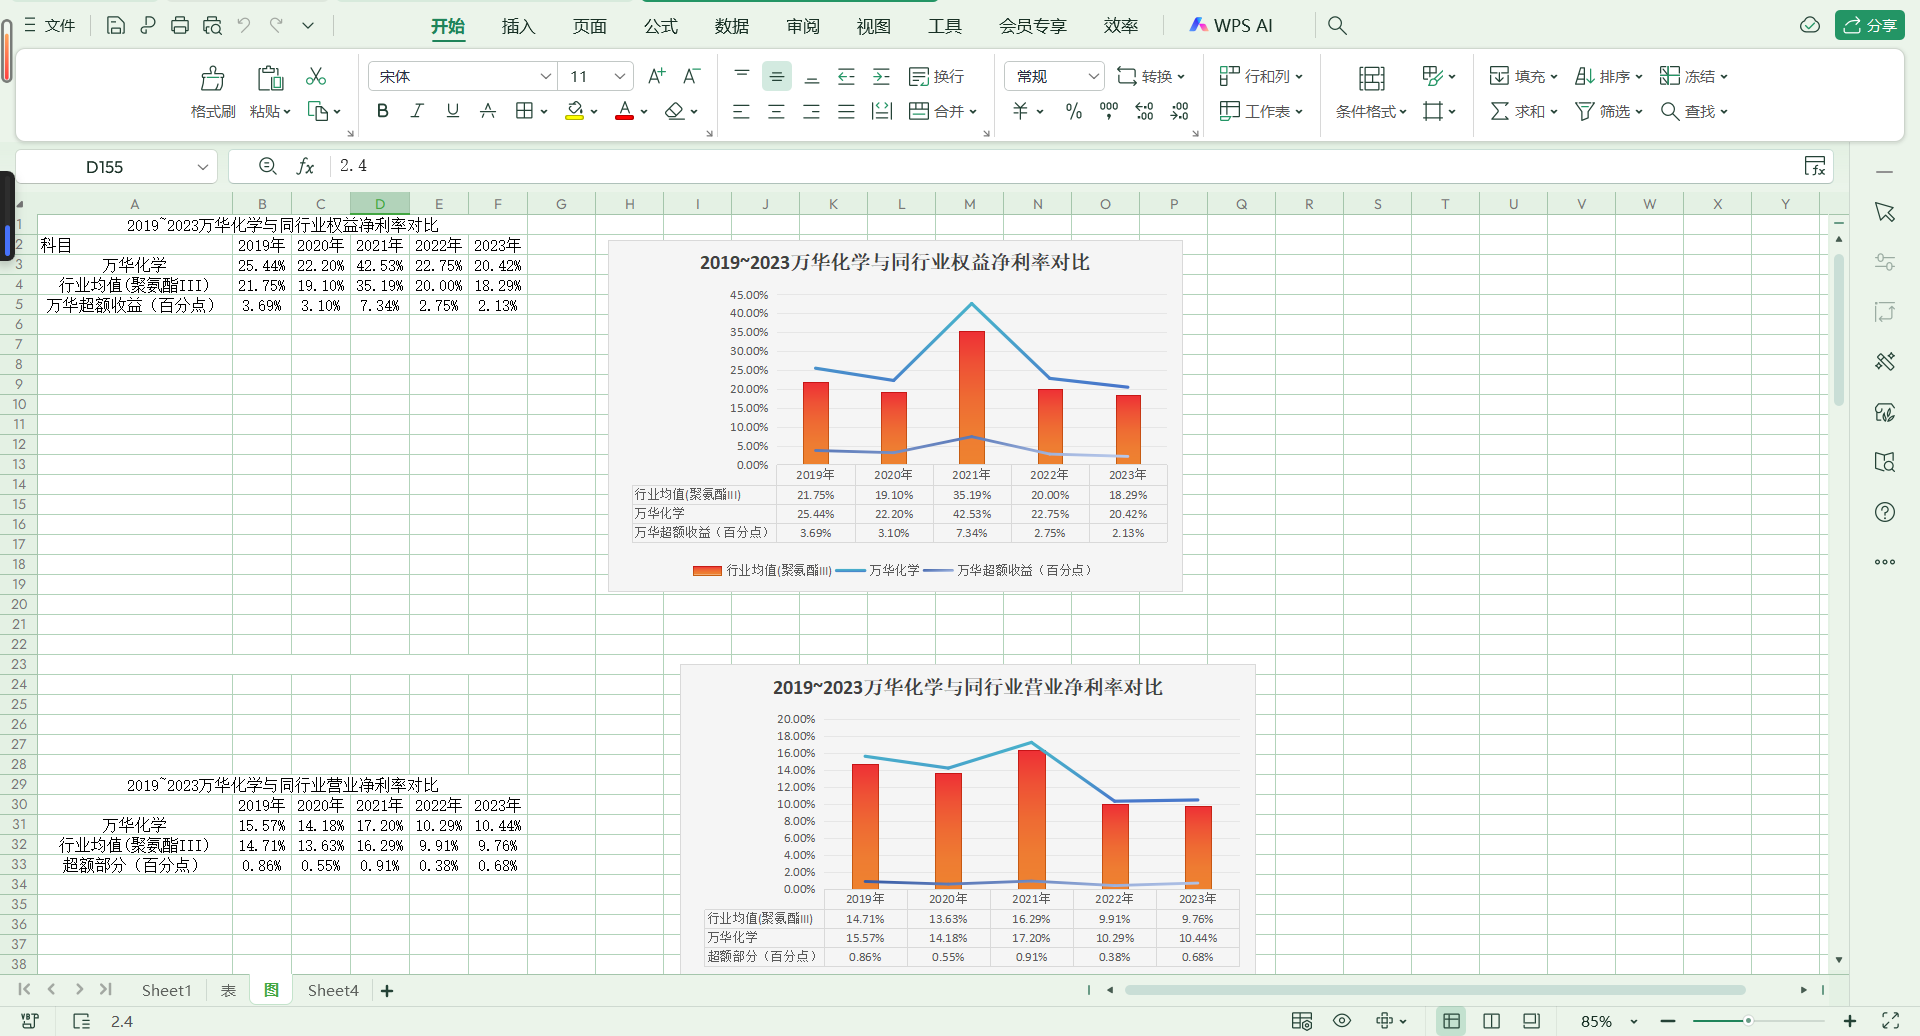 文件 开始 插入 页面 公式 数据 审阅 视图 工具 会员专享 效率 WPS AI 分享
宋体 11 换行 常规 转换 行和列 填充 排序 冻结
格式刷 粘贴 合并 工作表 条件格式 求和 筛选 查找
D155 fx 2.4
A B C D E F G H I J K L M N O P Q R S T U V W X Y
1 2019~2023万华化学与同行业权益净利率对比
2 科目 2019年 2020年 2021年 2022年 2023年
3 万华化学 25.44% 22.20% 42.53% 22.75% 20.42%
4 行业均值(聚氨酯III) 21.75% 19.10% 35.19% 20.00% 18.29%
5 万华超额收益（百分点） 3.69% 3.10% 7.34% 2.75% 2.13%
6
7
8
9
10
11
12
13
14
15
16
17
18
19
20
21
22
23
24
25
26
27
28
29 2019~2023万华化学与同行业营业净利率对比
30 2019年 2020年 2021年 2022年 2023年
31 万华化学 15.57% 14.18% 17.20% 10.29% 10.44%
32 行业均值(聚氨酯III) 14.71% 13.63% 16.29% 9.91% 9.76%
33 超额部分（百分点） 0.86% 0.55% 0.91% 0.38% 0.68%
34
35
36
37
38
2019~2023万华化学与同行业权益净利率对比
45.00%
40.00%
35.00%
30.00%
25.00%
20.00%
15.00%
10.00%
5.00%
0.00%
2019年 2020年 2021年 2022年 2023年
行业均值(聚氨酯III) 21.75% 19.10% 35.19% 20.00% 18.29%
万华化学 25.44% 22.20% 42.53% 22.75% 20.42%
万华超额收益（百分点） 3.69% 3.10% 7.34% 2.75% 2.13%
行业均值(聚氨酯III) 万华化学 万华超额收益（百分点）
2019~2023万华化学与同行业营业净利率对比
20.00%
18.00%
16.00%
14.00%
12.00%
10.00%
8.00%
6.00%
4.00%
2.00%
0.00%
2019年 2020年 2021年 2022年 2023年
行业均值(聚氨酯III) 14.71% 13.63% 16.29% 9.91% 9.76%
万华化学 15.57% 14.18% 17.20% 10.29% 10.44%
超额部分（百分点） 0.86% 0.55% 0.91% 0.38% 0.68%
Sheet1 表 图 Sheet4 +
2.4 85%